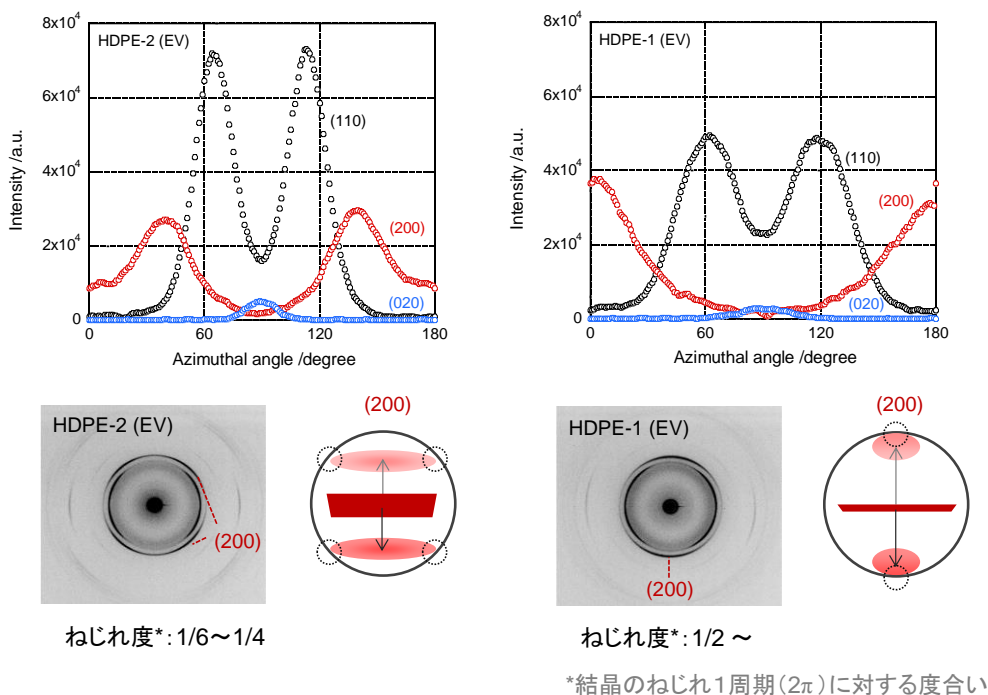 8x10^4
6x10^4
4x10^4
2x10^4
0
Intensity /a.u.
HDPE-2 (EV)
(110)
(200)
(020)
0 60 120 180
Azimuthal angle /degree
8x10^4
6x10^4
4x10^4
2x10^4
0
Intensity /a.u.
HDPE-1 (EV)
(110)
(200)
(020)
0 60 120 180
Azimuthal angle /degree
HDPE-2 (EV)
(200)
(200)
ねじれ度*:1/6~1/4
HDPE-1 (EV)
(200)
(200)
ねじれ度*:1/2 ~
*結晶のねじれ1周期(2π)に対する度合い